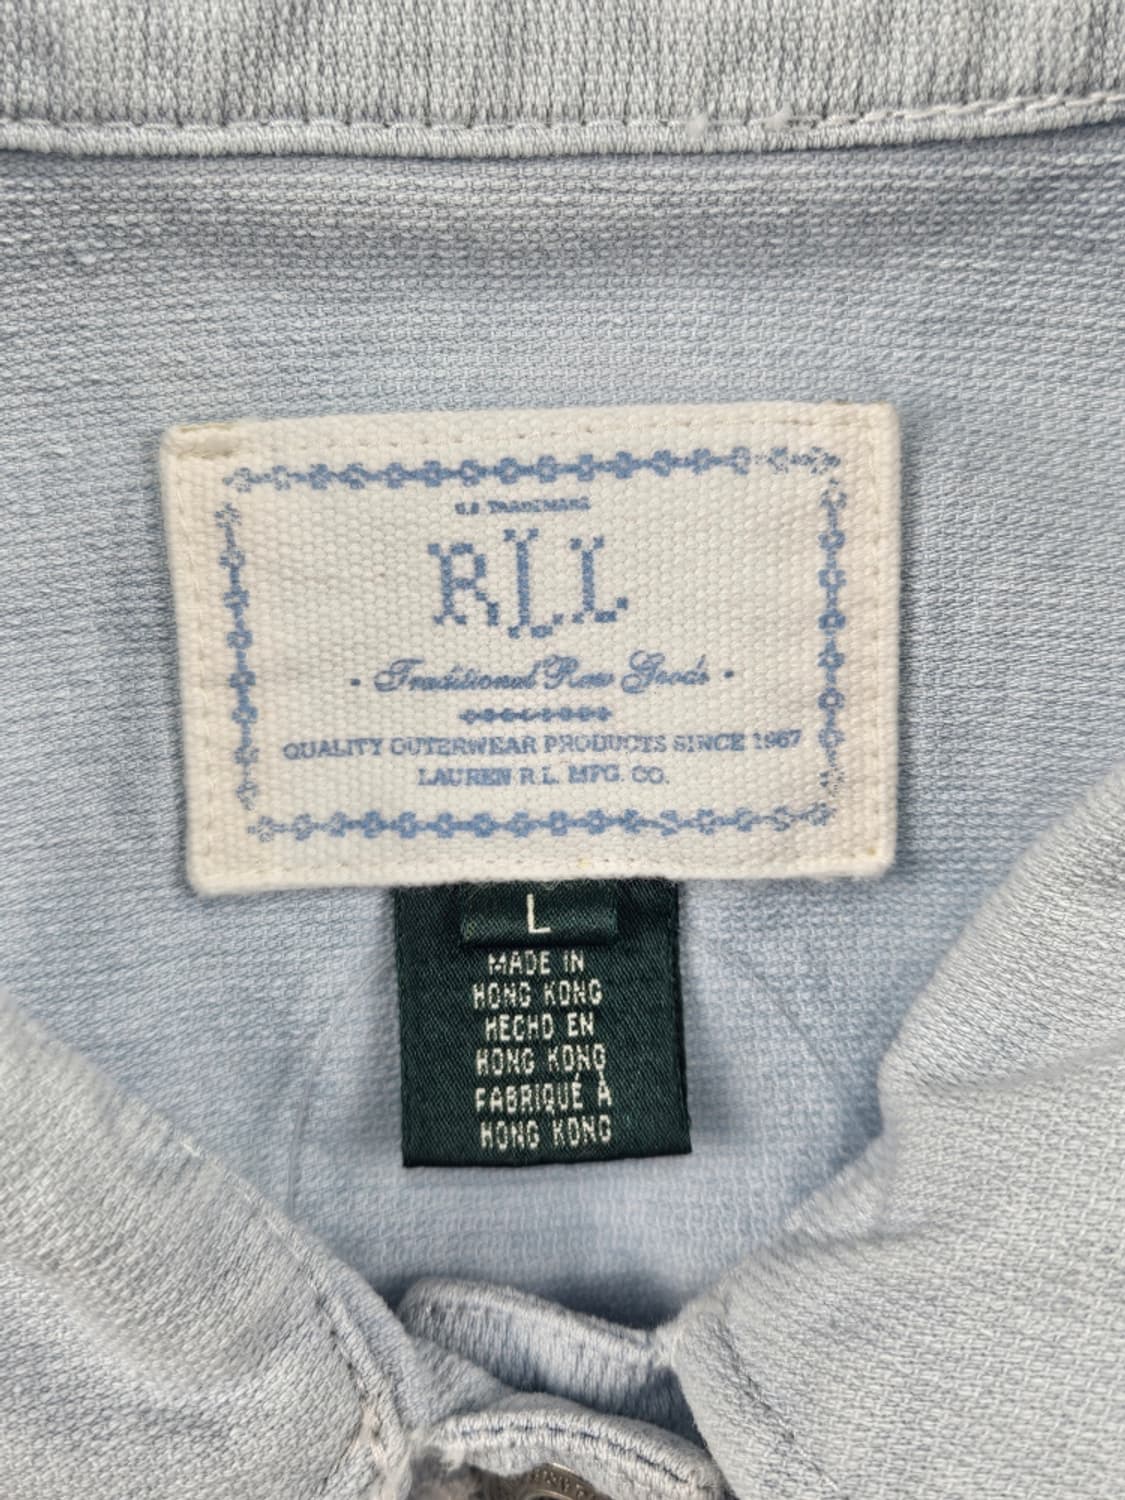 U.S TRADEMARK
RLL
- Traditional Raw Goods -
QUALITY OUTERWEAR PRODUCTS SINCE 1967
LAUREN R.L. MFG. CO.
L
MADE IN
HONG KONG
HECHO EN
HONG KONG
FABRIQUÉ À
HONG KONG